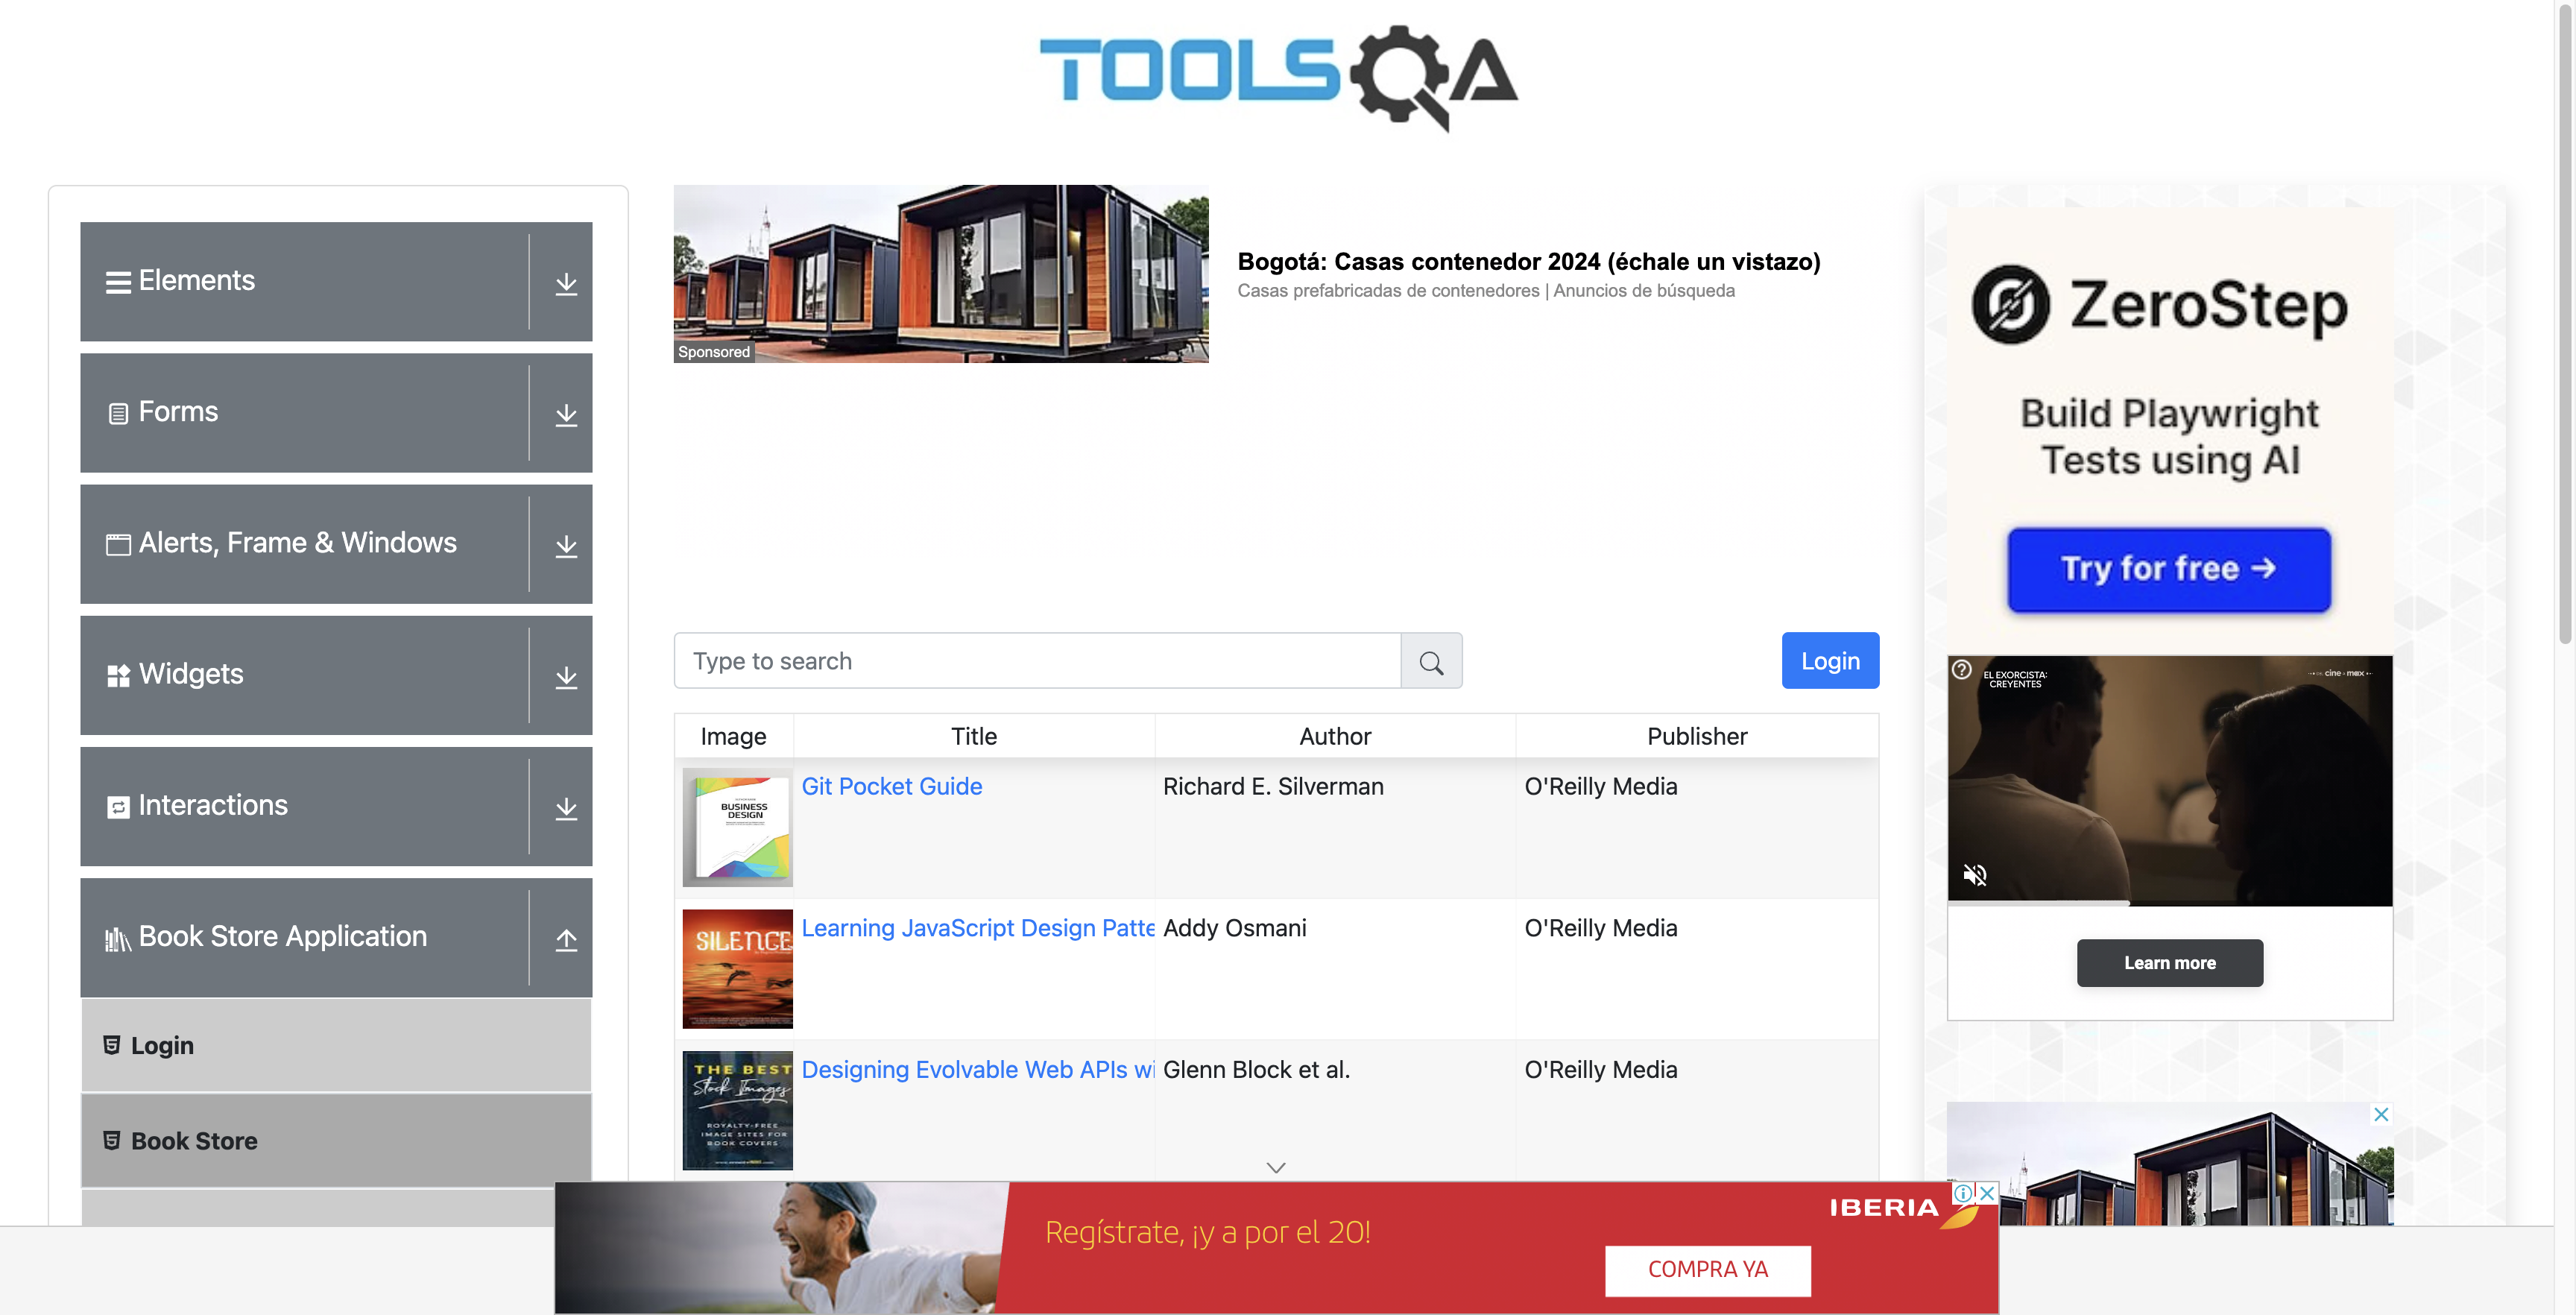 TOOLSQA
Elements
Forms
Alerts, Frame & Windows
Widgets
Interactions
Book Store Application
Login
Book Store
Sponsored
Bogotá: Casas contenedor 2024 (échale un vistazo)
Casas prefabricadas de contenedores | Anuncios de búsqueda
Type to search
Login
Image Title Author Publisher
BUSINESS
DESIGN
Git Pocket Guide Richard E. Silverman O'Reilly Media
SILENCE
Learning JavaScript Design Patte Addy Osmani O'Reilly Media
THE BEST
Stock Images
ROYALTY-FREE
IMAGE SITES FOR
BOOK COVERS
Designing Evolvable Web APIs wi Glenn Block et al. O'Reilly Media
ZeroStep
Build Playwright
Tests using AI
Try for free →
EL EXORCISTA:
CREYENTES
cine max
Learn more
Regístrate, ¡y a por el 20!
IBERIA
COMPRA YA